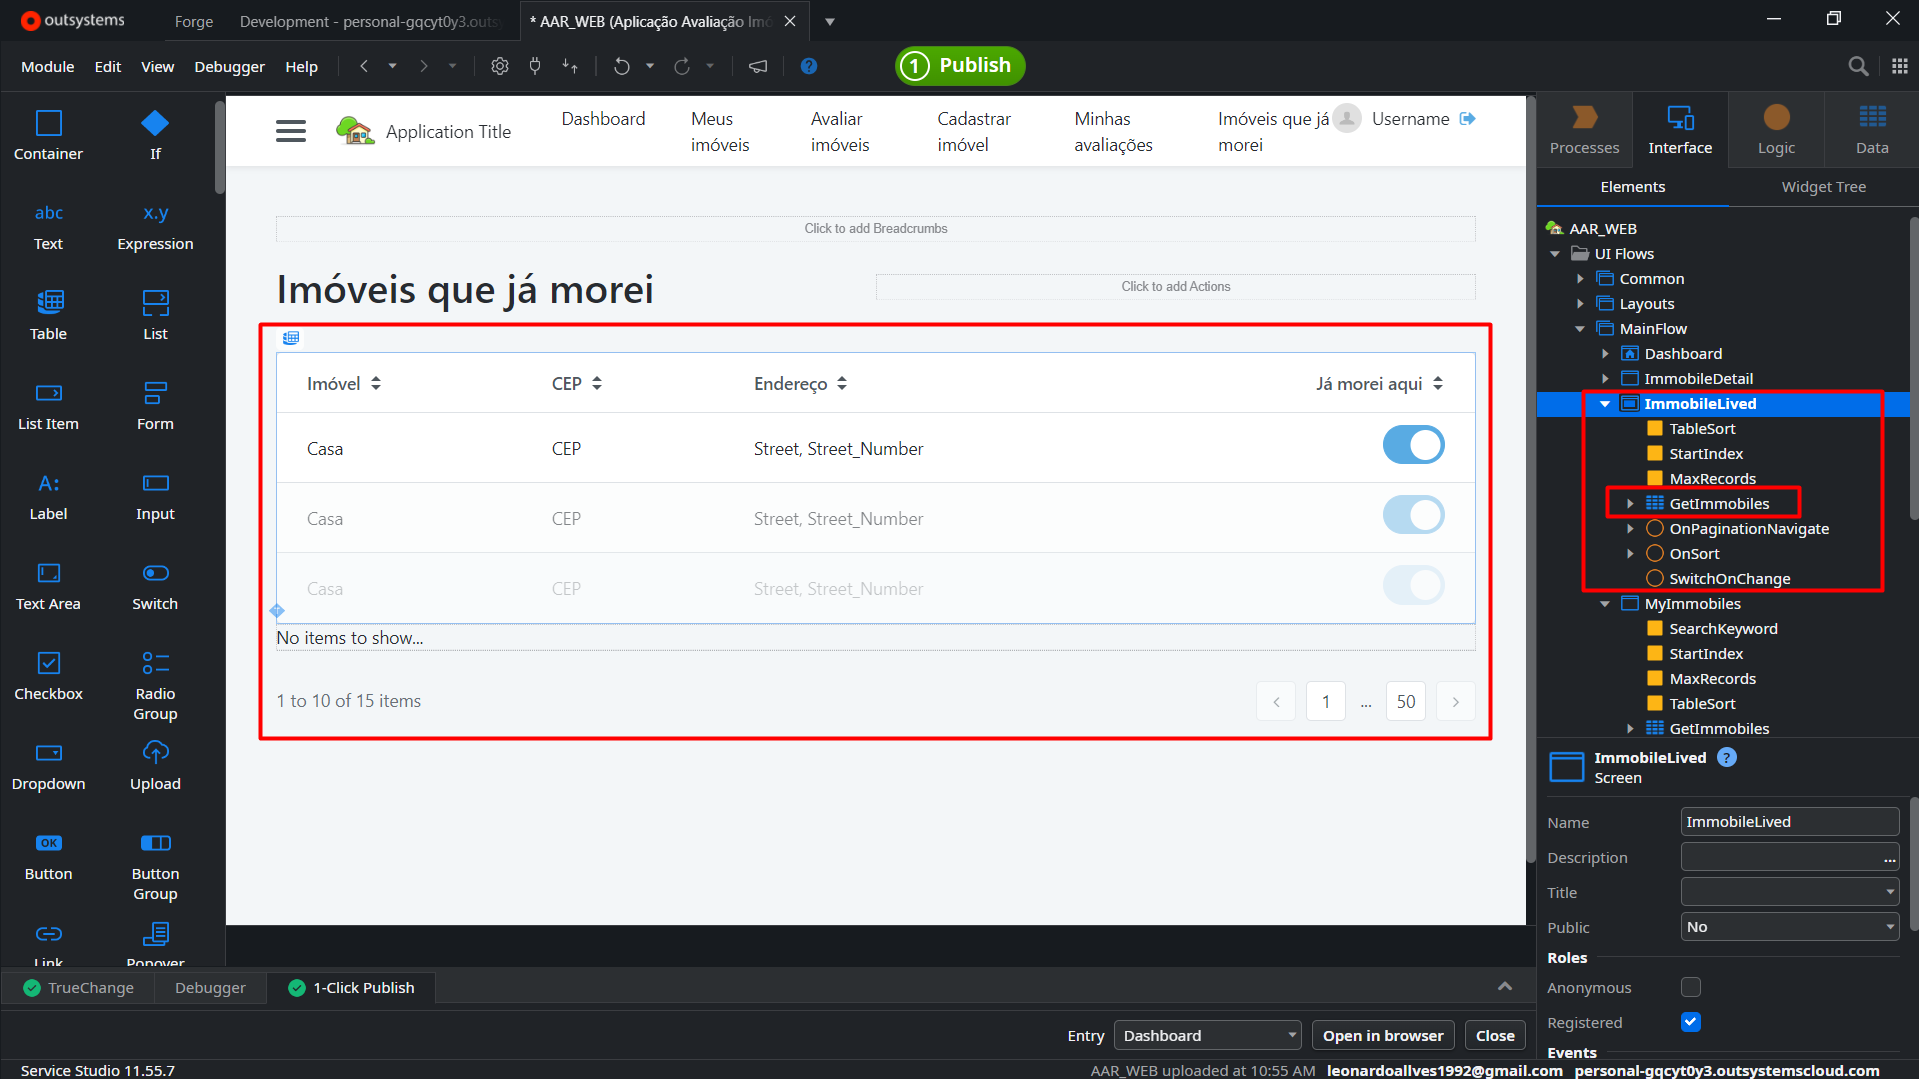 outsystems
Forge
Development - personal-gqcyt0y3.outs
* AAR_WEB (Aplicação Avaliação Imó
Module
Edit
View
Debugger
Help
1
Publish
Container
If
abc
Text
x.y
Expression
Table
List
List Item
Form
A:
Label
Input
Text Area
Switch
Checkbox
Radio
Group
Dropdown
Upload
OK
Button
Button
Group
Link
Popover
Application Title
Dashboard
Meus
imóveis
Avaliar
imóveis
Cadastrar
imóvel
Minhas
avaliações
Imóveis que já
morei
Username
Click to add Breadcrumbs
Imóveis que já morei
Click to add Actions
Imóvel
CEP
Endereço
Já morei aqui
Casa
CEP
Street, Street_Number
Casa
CEP
Street, Street_Number
Casa
CEP
Street, Street_Number
No items to show...
1 to 10 of 15 items
1
...
50
Processes
Interface
Logic
Data
Elements
Widget Tree
AAR_WEB
UI Flows
Common
Layouts
MainFlow
Dashboard
ImmobileDetail
ImmobileLived
TableSort
StartIndex
MaxRecords
GetImmobiles
OnPaginationNavigate
OnSort
SwitchOnChange
MyImmobiles
SearchKeyword
StartIndex
MaxRecords
TableSort
GetImmobiles
ImmobileLived
?
Screen
Name
ImmobileLived
Description
...
Title
Public
No
Roles
Anonymous
Registered
Events
TrueChange
Debugger
1-Click Publish
Entry
Dashboard
Open in browser
Close
Service Studio 11.55.7
AAR_WEB uploaded at 10:55 AM
leonardoallves1992@gmail.com
personal-gqcyt0y3.outsystemscloud.com